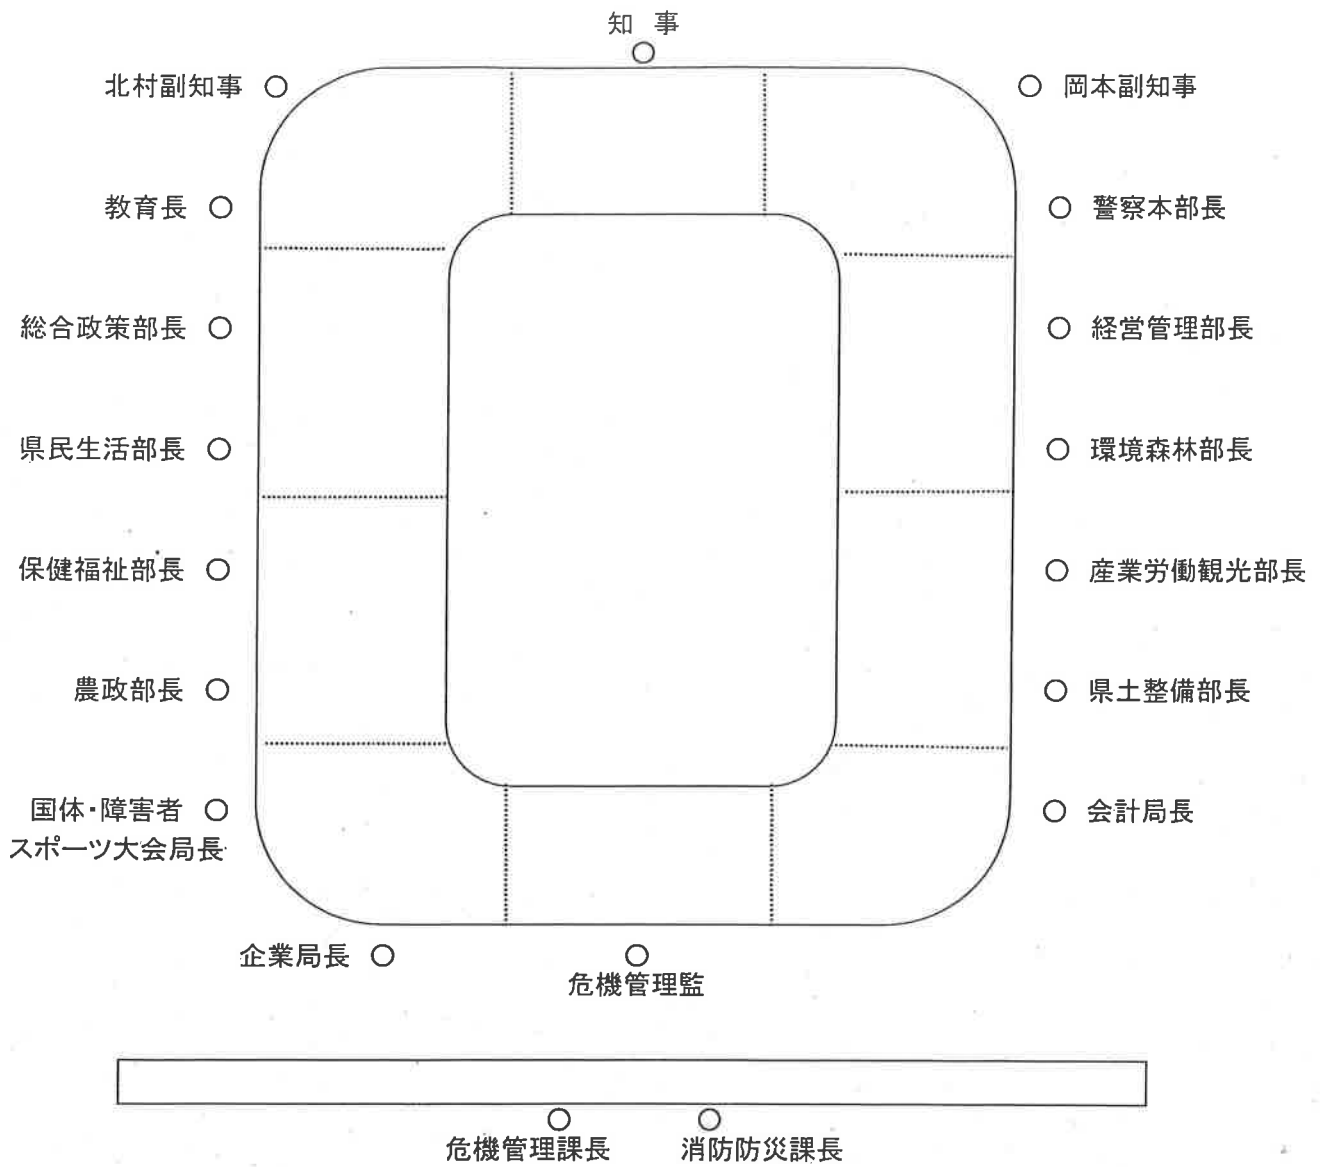 知 事
北村副知事
岡本副知事
教育長
警察本部長
総合政策部長
経営管理部長
県民生活部長
環境森林部長
保健福祉部長
産業労働観光部長
農政部長
県土整備部長
国体・障害者
スポーツ大会局長
会計局長
企業局長
危機管理監
危機管理課長
消防防災課長